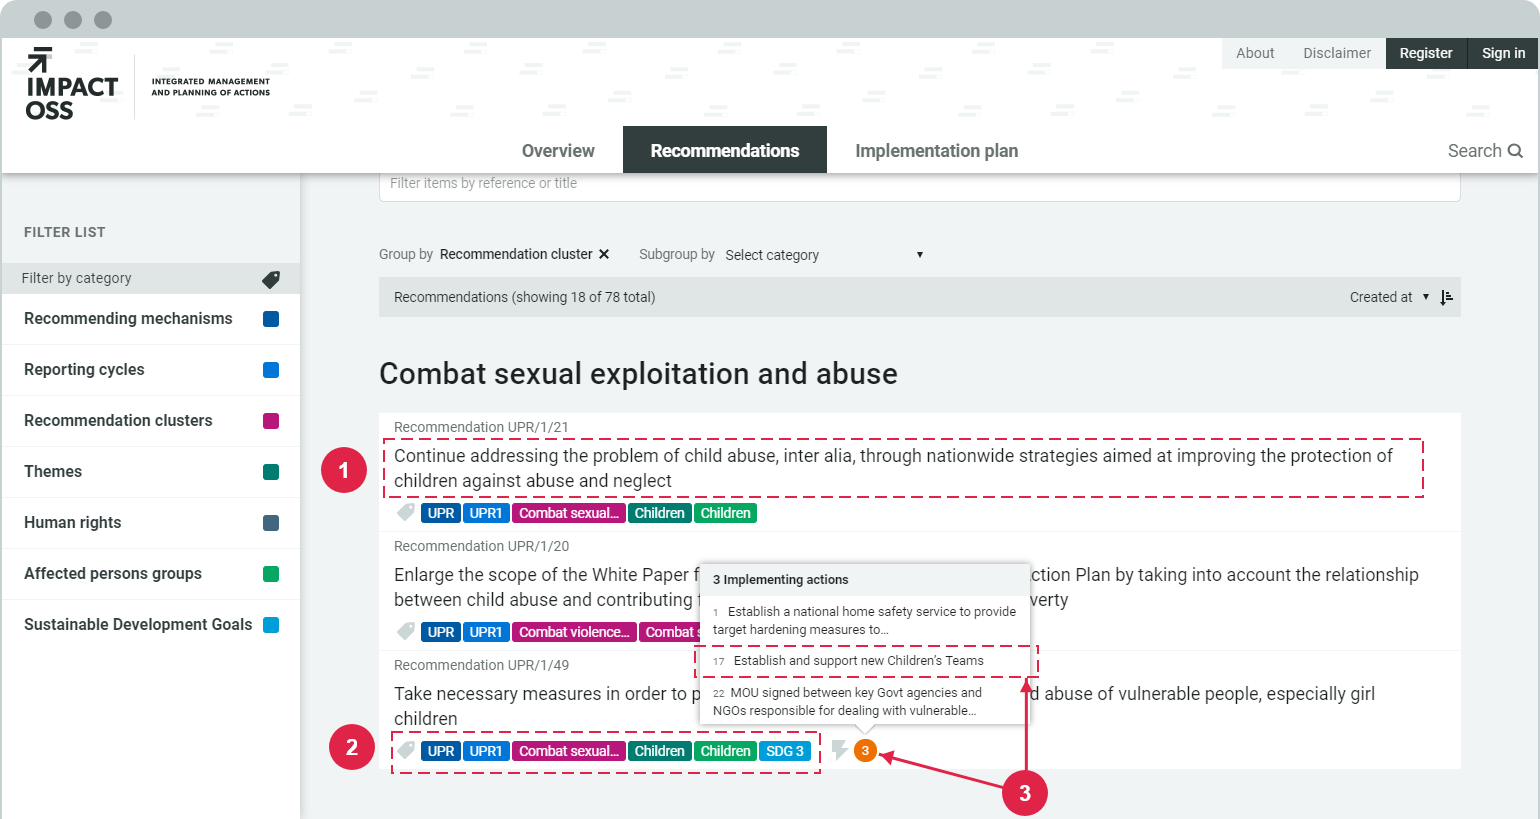 IMPACT
OSS
INTEGRATED MANAGEMENT
AND PLANNING OF ACTIONS
About
Disclaimer
Register
Sign in
Overview
Recommendations
Implementation plan
Search
Filter items by reference or title
FILTER LIST
Filter by category
Recommending mechanisms
Reporting cycles
Recommendation clusters
Themes
Human rights
Affected persons groups
Sustainable Development Goals
Group by Recommendation cluster ✕ Subgroup by Select category
Recommendations (showing 18 of 78 total)
Created at
Combat sexual exploitation and abuse
Recommendation UPR/1/21
1
Continue addressing the problem of child abuse, inter alia, through nationwide strategies aimed at improving the protection of
children against abuse and neglect
UPR UPR1 Combat sexual... Children Children
Recommendation UPR/1/20
Enlarge the scope of the White Paper f ction Plan by taking into account the relationship
between child abuse and contributing verty
UPR UPR1 Combat violence... Combat s
Recommendation UPR/1/49
Take necessary measures in order to p d abuse of vulnerable people, especially girl
children
3 Implementing actions
1 Establish a national home safety service to provide
target hardening measures to...
17 Establish and support new Children's Teams
22 MOU signed between key Govt agencies and
NGOs responsible for dealing with vulnerable...
2
UPR UPR1 Combat sexual... Children Children SDG 3
3
3